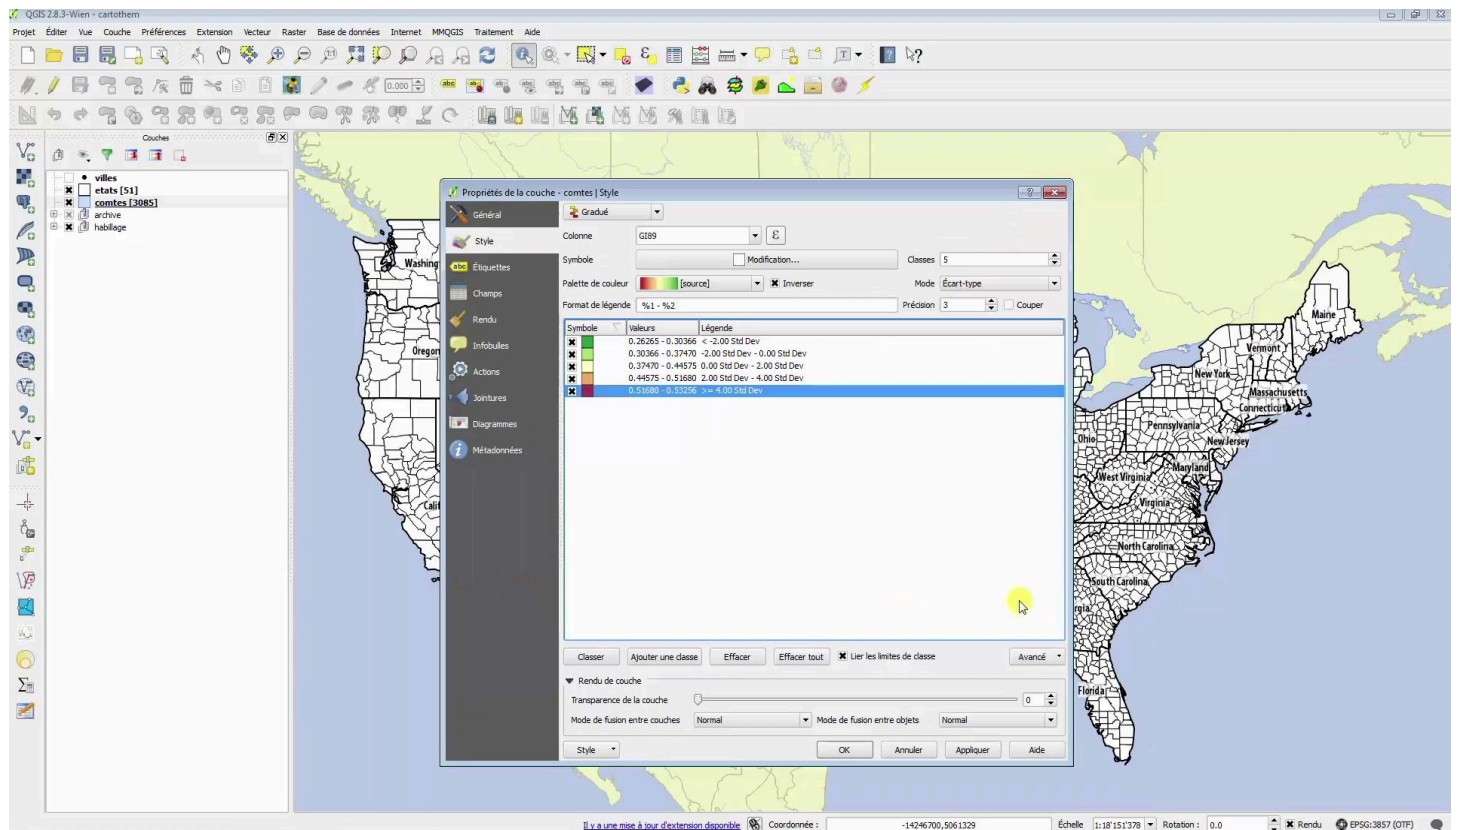 QGIS 2.8.3-Wien - cartothem
Projet Éditer Vue Couche Préférences Extension Vecteur Raster Base de données Internet MMQGIS Traitement Aide
0.000
Couches
villes
etats [51]
comtes [3085]
archive
habillage
Propriétés de la couche - comtes | Style
Général
Style
Étiquettes
Champs
Rendu
Infobulles
Actions
Jointures
Diagrammes
Métadonnées
Gradué
Colonne GI89 ε
Symbole Modification... Classes 5
Palette de couleur [source] Inverser Mode Écart-type
Format de légende %1 - %2 Précision 3 Couper
Symbole Valeurs Légende
0.26265 - 0.30366 < -2.00 Std Dev
0.30366 - 0.37470 -2.00 Std Dev - 0.00 Std Dev
0.37470 - 0.44575 0.00 Std Dev - 2.00 Std Dev
0.44575 - 0.51680 2.00 Std Dev - 4.00 Std Dev
0.51680 - 0.53256 >= 4.00 Std Dev
Classer Ajouter une classe Effacer Effacer tout Lier les limites de classe Avancé
Rendu de couche
Transparence de la couche 0
Mode de fusion entre couches Normal Mode de fusion entre objets Normal
Style OK Annuler Appliquer Aide
Washing
Oregon
Calif
Maine
Vermont
New York
Massachusetts
Connecticut
Pennsylvania
Ohio
New Jersey
Maryland
West Virginia
Virginia
North Carolina
South Carolina
rgia
Florida
Il y a une mise à jour d'extension disponible Coordonnée : -14246700,5061329 Échelle 1:18'151'378 Rotation : 0.0 Rendu EPSG:3857 (OTF)